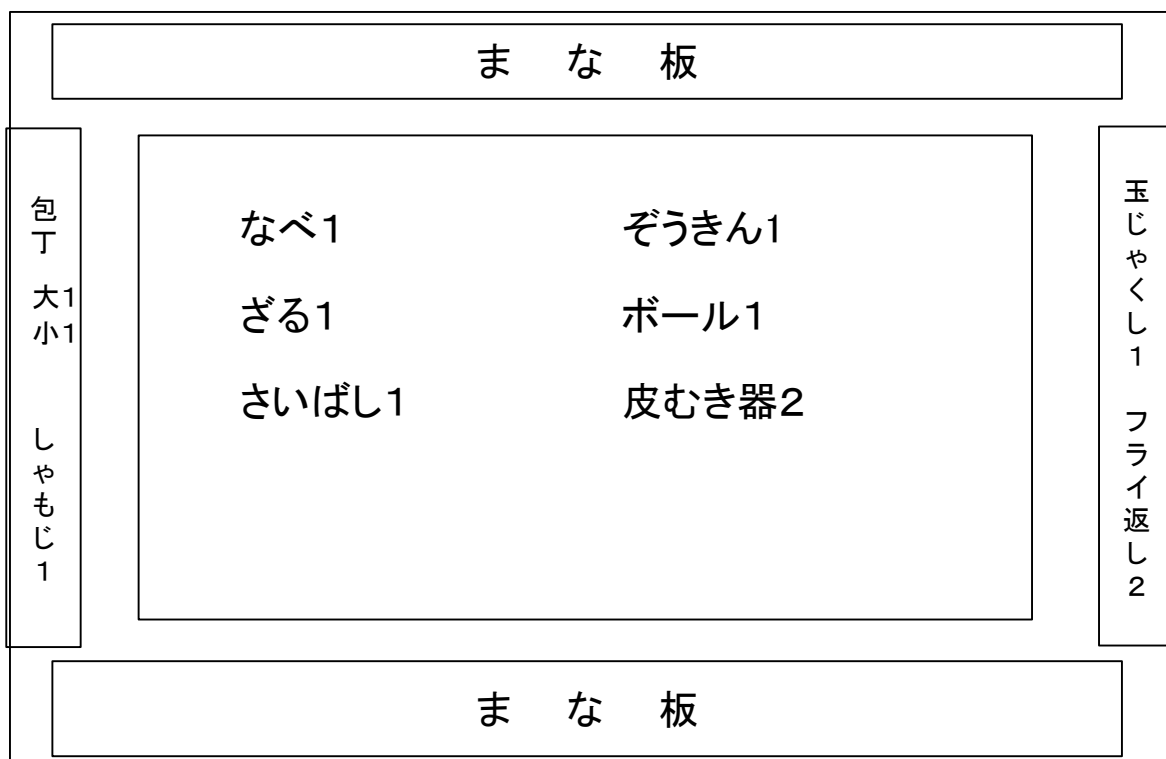 まな板
包丁
大1
小1
しゃもじ1
なべ1
ぞうきん1
ざる1
ボール1
さいばし1
皮むき器2
玉じゃくし1
フライ返し2
まな板